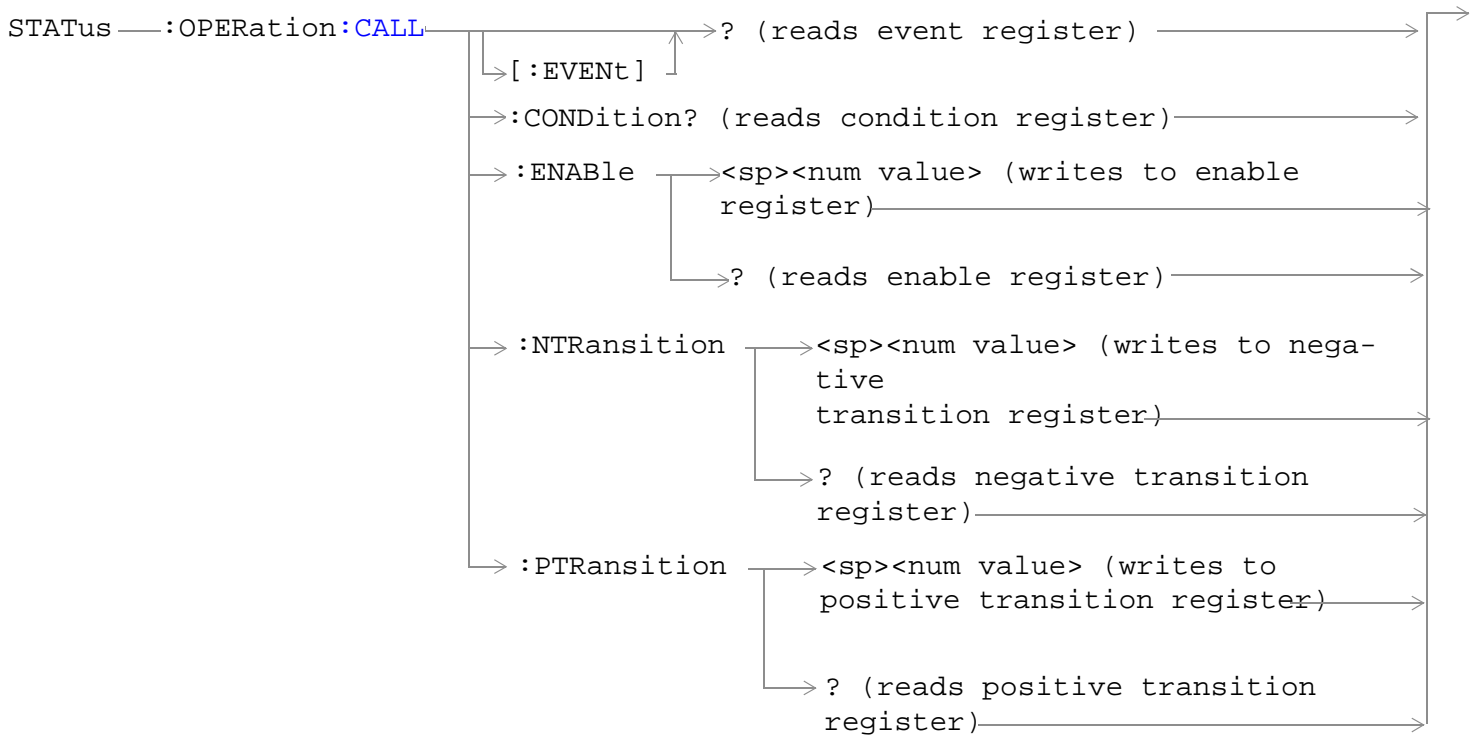 STATus :OPERation:CALL ? (reads event register)
[:EVENt]
:CONDition? (reads condition register)
:ENABle <sp><num value> (writes to enable
register)
? (reads enable register)
:NTRansition <sp><num value> (writes to nega-
tive
transition register)
? (reads negative transition
register)
:PTRansition <sp><num value> (writes to
positive transition register)
? (reads positive transition
register)